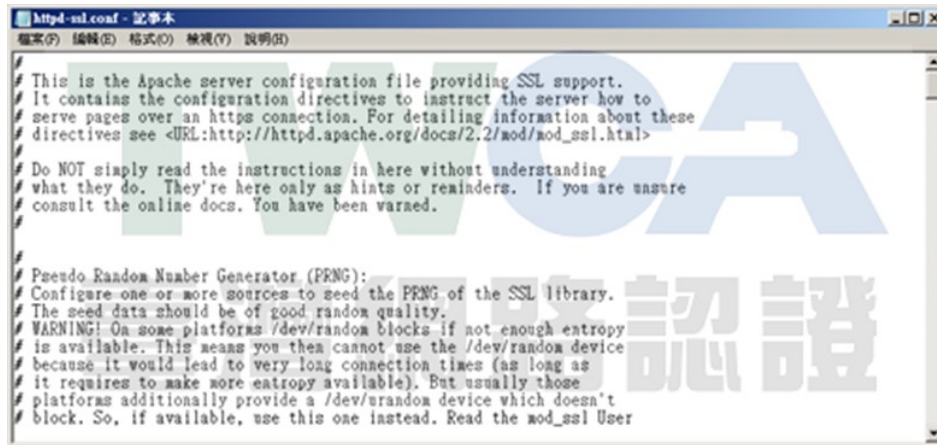 httpd-ssl.conf - 記事本
檔案(F) 編輯(E) 格式(O) 檢視(V) 說明(H)
#
# This is the Apache server configuration file providing SSL support.
# It contains the configuration directives to instruct the server how to
# serve pages over an https connection. For detailing information about these
# directives see <URL:http://httpd.apache.org/docs/2.2/mod/mod_ssl.html>
#
# Do NOT simply read the instructions in here without understanding
# what they do.  They're here only as hints or reminders.  If you are unsure
# consult the online docs. You have been warned.
#
#
# Pseudo Random Number Generator (PRNG):
# Configure one or more sources to seed the PRNG of the SSL library.
# The seed data should be of good random quality.
# WARNING! On some platforms /dev/random blocks if not enough entropy
# is available. This means you then cannot use the /dev/random device
# because it would lead to very long connection times (as long as
# it requires to make more entropy available). But usually those
# platforms additionally provide a /dev/urandom device which doesn't
# block. So, if available, use this one instead. Read the mod_ssl User
TWCA
臺灣網路認證